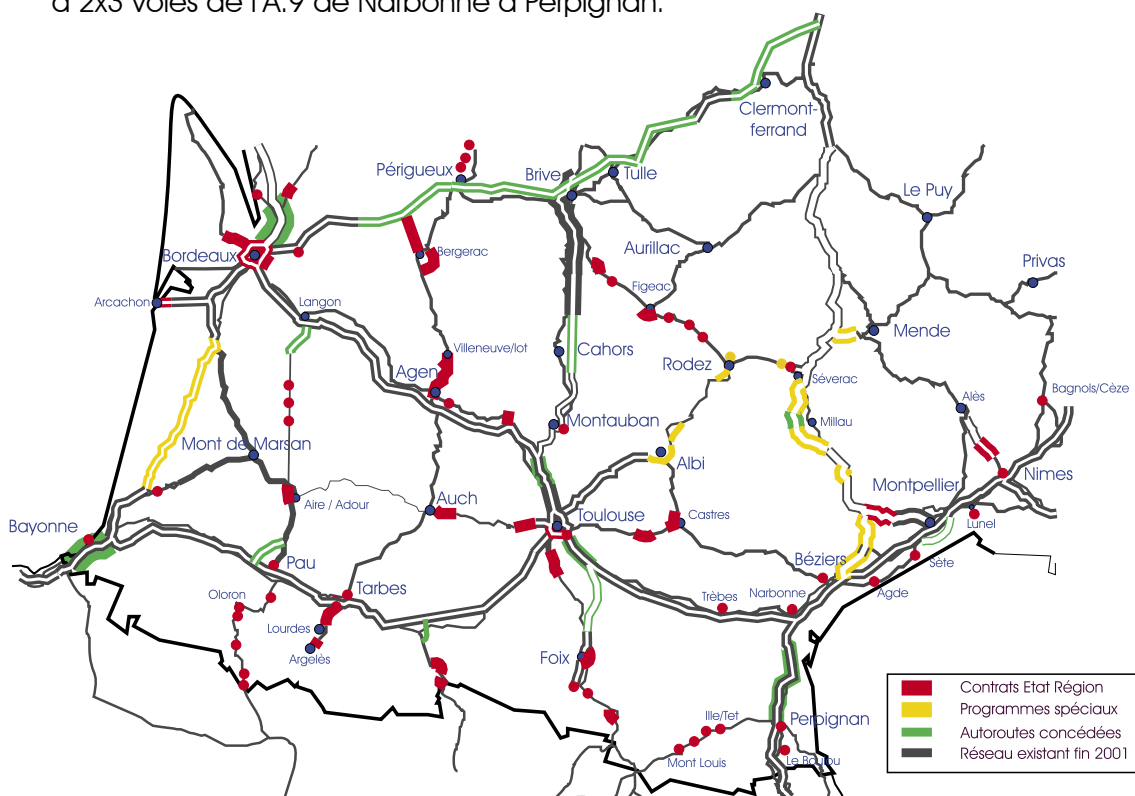 à 2x3 voies de l'A.9 de Narbonne à Perpignan.
Clermont-
ferrand
Périgueux
Brive
Tulle
Le Puy
Bordeaux
Bergerac
Aurillac
Privas
Figeac
Arcachon
Langon
Mende
Villeneuve/lot
Cahors
Rodez
Agen
Séverac
Bagnols/Cèze
Alès
Montauban
Millau
Mont de Marsan
Albi
Nimes
Montpellier
Aire / Adour
Auch
Castres
Toulouse
Bayonne
Lunel
Béziers
Pau
Sète
Tarbes
Agde
Oloron
Trèbes
Narbonne
Lourdes
Argelès
Foix
Contrats Etat Région
Programmes spéciaux
Autoroutes concédées
Réseau existant fin 2001
Ille/Tet
Perpignan
Mont Louis
Le Boulou